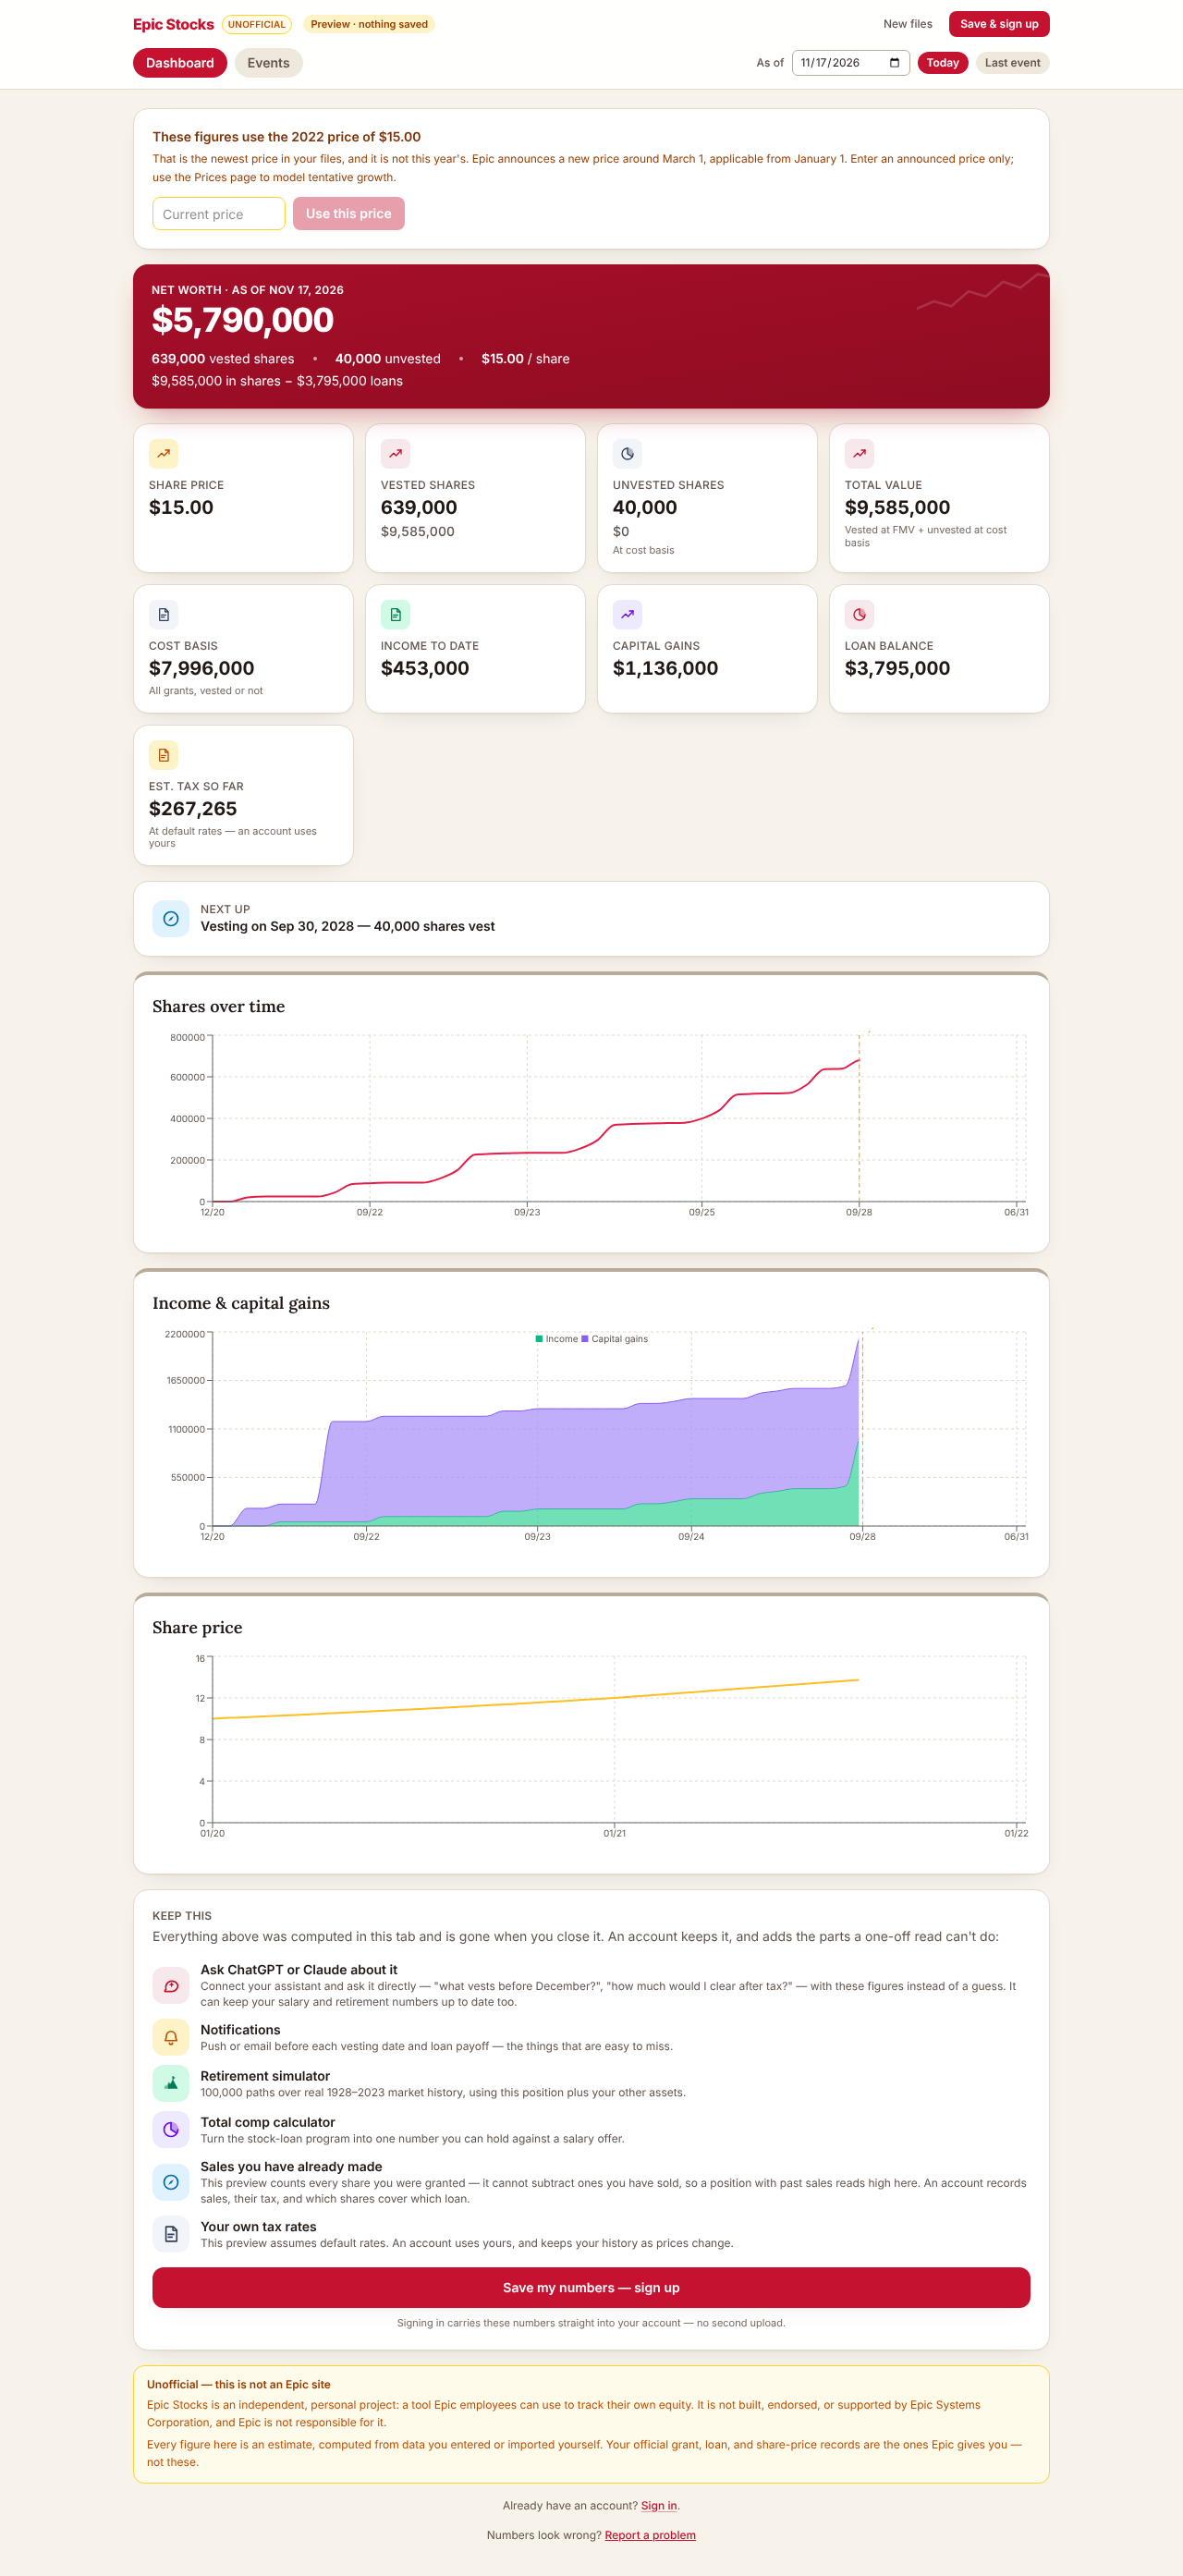 Epic Stocks
UNOFFICIAL
Preview · nothing saved
New files
Save & sign up
Dashboard
Events
As of
11/17/2026
Today
Last event
These figures use the 2022 price of $15.00
That is the newest price in your files, and it is not this year's. Epic announces a new price around March 1, applicable from January 1. Enter an announced price only;
use the Prices page to model tentative growth.
Current price
Use this price
NET WORTH · AS OF NOV 17, 2026
$5,790,000
639,000 vested shares • 40,000 unvested • $15.00 / share
$9,585,000 in shares – $3,795,000 loans
SHARE PRICE
$15.00
VESTED SHARES
639,000
$9,585,000
UNVESTED SHARES
40,000
$0
At cost basis
TOTAL VALUE
$9,585,000
Vested at FMV + unvested at cost
basis
COST BASIS
$7,996,000
All grants, vested or not
INCOME TO DATE
$453,000
CAPITAL GAINS
$1,136,000
LOAN BALANCE
$3,795,000
EST. TAX SO FAR
$267,265
At default rates — an account uses
yours
NEXT UP
Vesting on Sep 30, 2028 — 40,000 shares vest
Shares over time
800000
600000
400000
200000
0
12/20 09/22 09/23 09/25 09/28 06/31
Income & capital gains
Income Capital gains
2200000
1650000
1100000
550000
0
12/20 09/22 09/23 09/24 09/28 06/31
Share price
16
12
8
4
0
01/20 01/21 01/22
KEEP THIS
Everything above was computed in this tab and is gone when you close it. An account keeps it, and adds the parts a one-off read can't do:
Ask ChatGPT or Claude about it
Connect your assistant and ask it directly — "what vests before December?", "how much would I clear after tax?" — with these figures instead of a guess. It
can keep your salary and retirement numbers up to date too.
Notifications
Push or email before each vesting date and loan payoff — the things that are easy to miss.
Retirement simulator
100,000 paths over real 1928–2023 market history, using this position plus your other assets.
Total comp calculator
Turn the stock-loan program into one number you can hold against a salary offer.
Sales you have already made
This preview counts every share you were granted — it cannot subtract ones you have sold, so a position with past sales reads high here. An account records
sales, their tax, and which shares cover which loan.
Your own tax rates
This preview assumes default rates. An account uses yours, and keeps your history as prices change.
Save my numbers — sign up
Signing in carries these numbers straight into your account — no second upload.
Unofficial — this is not an Epic site
Epic Stocks is an independent, personal project: a tool Epic employees can use to track their own equity. It is not built, endorsed, or supported by Epic Systems
Corporation, and Epic is not responsible for it.
Every figure here is an estimate, computed from data you entered or imported yourself. Your official grant, loan, and share-price records are the ones Epic gives you —
not these.
Already have an account? Sign in.
Numbers look wrong? Report a problem